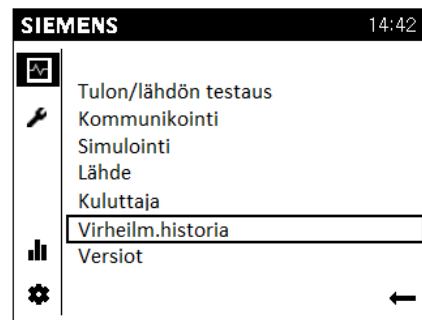 SIEMENS 14:42
Tulon/lähdön testaus
Kommunikointi
Simulointi
Lähde
Kuluttaja
Virheilm.historia
Versiot